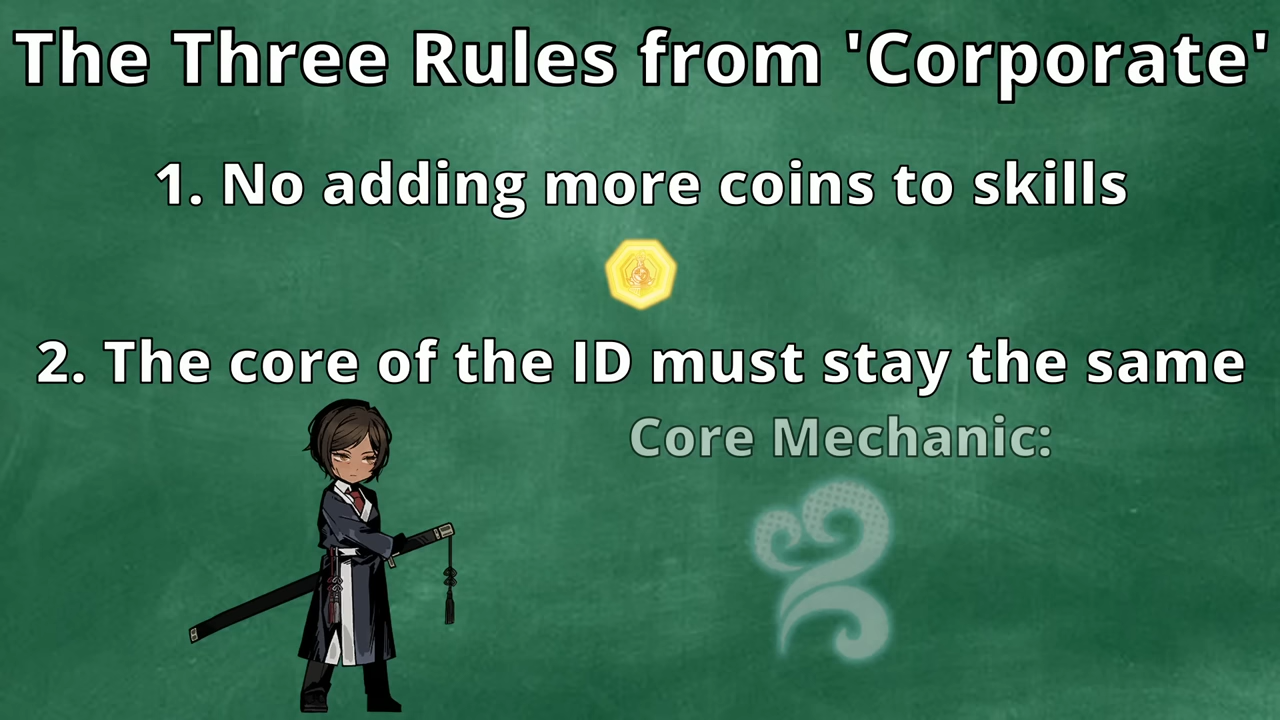 The Three Rules from 'Corporate'
1. No adding more coins to skills
2. The core of the ID must stay the same
Core Mechanic: